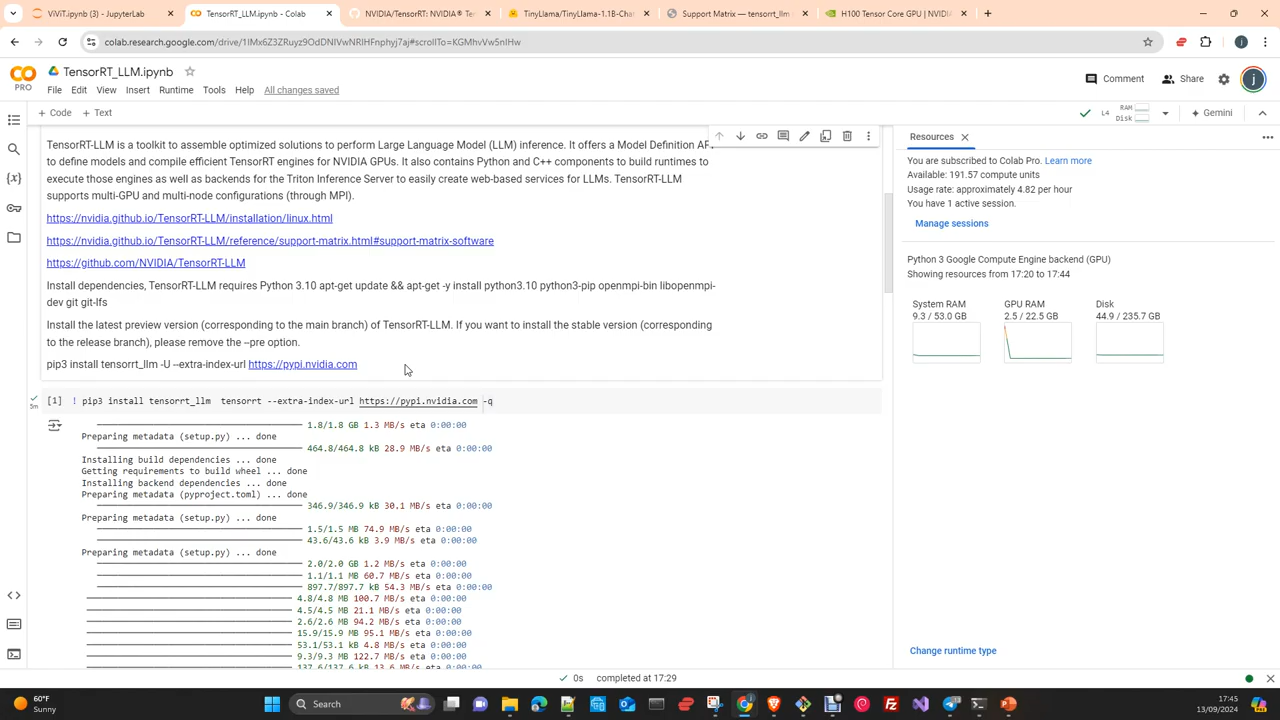 ViViT.ipynb (5) - JupyterLab
TensorRT_LLM.ipynb - Colab
NVIDIA/TensorRT: NVIDIA® Te
TinyLlama/TinyLlama-1.1B-Cha
Support Matrix — tensorrt_llm
H100 Tensor Core GPU | NVIDI
colab.research.google.com/drive/1IMx6Z3ZRuyz9OdDNIVwNRIHFnphyj7aj#scrollTo=KGMhvVw5nIHw
TensorRT_LLM.ipynb
Comment
Share
j
PRO
File Edit View Insert Runtime Tools Help All changes saved
+ Code + Text
L4
RAM
Disk
Gemini
TensorRT-LLM is a toolkit to assemble optimized solutions to perform Large Language Model (LLM) inference. It offers a Model Definition AP
to define models and compile efficient TensorRT engines for NVIDIA GPUs. It also contains Python and C++ components to build runtimes to
execute those engines as well as backends for the Triton Inference Server to easily create web-based services for LLMs. TensorRT-LLM
supports multi-GPU and multi-node configurations (through MPI).
https://nvidia.github.io/TensorRT-LLM/installation/linux.html
https://nvidia.github.io/TensorRT-LLM/reference/support-matrix.html#support-matrix-software
https://github.com/NVIDIA/TensorRT-LLM
Install dependencies, TensorRT-LLM requires Python 3.10 apt-get update && apt-get -y install python3.10 python3-pip openmpi-bin libopenmpi-
dev git git-lfs
Install the latest preview version (corresponding to the main branch) of TensorRT-LLM. If you want to install the stable version (corresponding
to the release branch), please remove the --pre option.
pip3 install tensorrt_llm -U --extra-index-url https://pypi.nvidia.com
[1] ! pip3 install tensorrt_llm tensorrt --extra-index-url https://pypi.nvidia.com -q
5m
1.8/1.8 GB 1.3 MB/s eta 0:00:00
Preparing metadata (setup.py) ... done
464.8/464.8 kB 28.9 MB/s eta 0:00:00
Installing build dependencies ... done
Getting requirements to build wheel ... done
Installing backend dependencies ... done
Preparing metadata (pyproject.toml) ... done
346.9/346.9 kB 30.1 MB/s eta 0:00:00
Preparing metadata (setup.py) ... done
1.5/1.5 MB 74.9 MB/s eta 0:00:00
43.6/43.6 kB 3.9 MB/s eta 0:00:00
Preparing metadata (setup.py) ... done
2.0/2.0 GB 1.2 MB/s eta 0:00:00
1.1/1.1 MB 60.7 MB/s eta 0:00:00
897.7/897.7 kB 54.3 MB/s eta 0:00:00
4.8/4.8 MB 100.7 MB/s eta 0:00:00
4.5/4.5 MB 21.1 MB/s eta 0:00:00
2.6/2.6 MB 94.2 MB/s eta 0:00:00
15.9/15.9 MB 95.1 MB/s eta 0:00:00
53.1/53.1 kB 4.8 MB/s eta 0:00:00
9.3/9.3 MB 122.7 MB/s eta 0:00:00
137.6/137.6 kB 13.6 MB/s eta 0:00:00
Resources
You are subscribed to Colab Pro. Learn more
Available: 191.57 compute units
Usage rate: approximately 4.82 per hour
You have 1 active session.
Manage sessions
Python 3 Google Compute Engine backend (GPU)
Showing resources from 17:20 to 17:44
System RAM
9.3 / 53.0 GB
GPU RAM
2.5 / 22.5 GB
Disk
44.9 / 235.7 GB
Change runtime type
0s completed at 17:29
60°F
Sunny
Search
17:45
13/09/2024